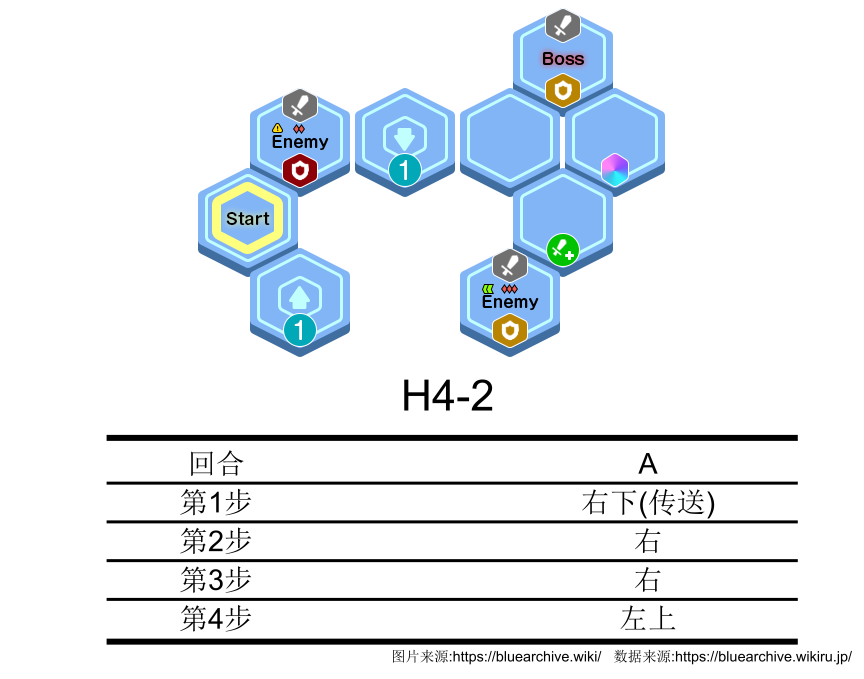 Boss
Enemy
1
Start
1
Enemy
H4-2
回合 A
第1步 右下(传送)
第2步 右
第3步 右
第4步 左上
图片来源:https://bluearchive.wiki/ 数据来源:https://bluearchive.wikiru.jp/